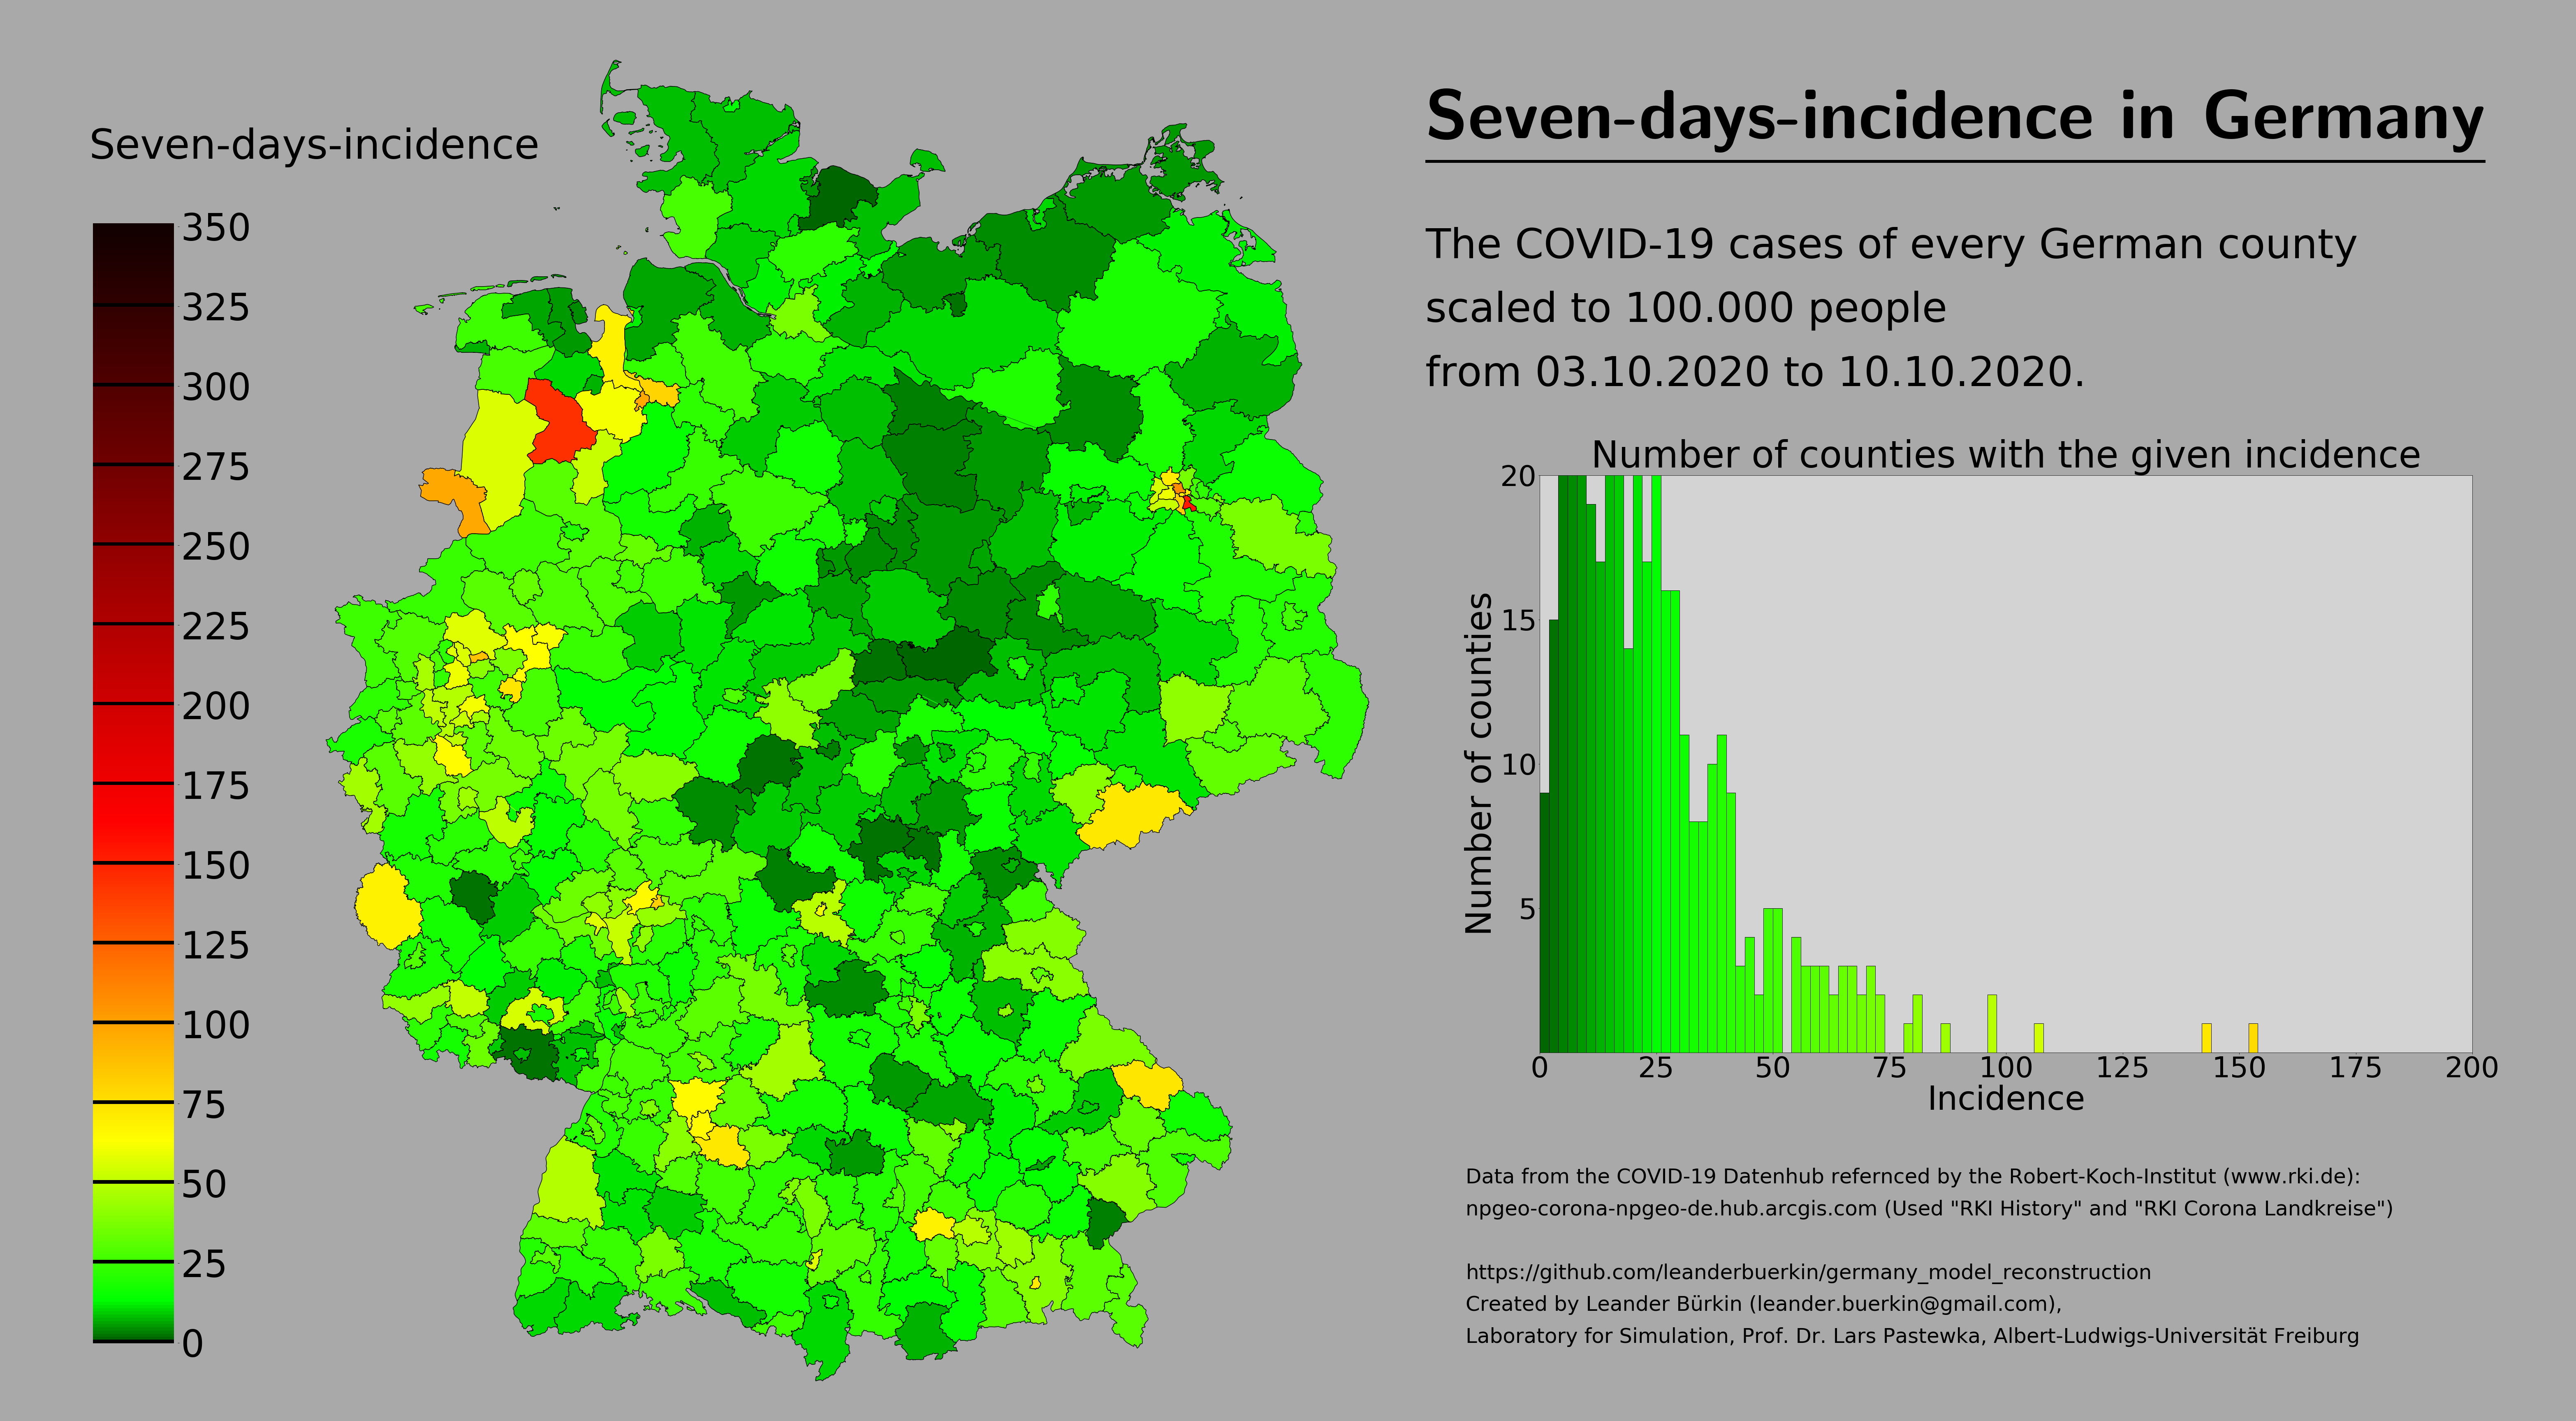 Seven-days-incidence in Germany
Seven-days-incidence
350
325
300
275
250
225
200
175
150
125
100
75
50
25
0
The COVID-19 cases of every German county
scaled to 100.000 people
from 03.10.2020 to 10.10.2020.
Number of counties with the given incidence
20
15
10
5
Number of counties
0 25 50 75 100 125 150 175 200
Incidence
Data from the COVID-19 Datenhub refernced by the Robert-Koch-Institut (www.rki.de):
npgeo-corona-npgeo-de.hub.arcgis.com (Used "RKI History" and "RKI Corona Landkreise")
https://github.com/leanderbuerkin/germany_model_reconstruction
Created by Leander Bürkin (leander.buerkin@gmail.com),
Laboratory for Simulation, Prof. Dr. Lars Pastewka, Albert-Ludwigs-Universität Freiburg